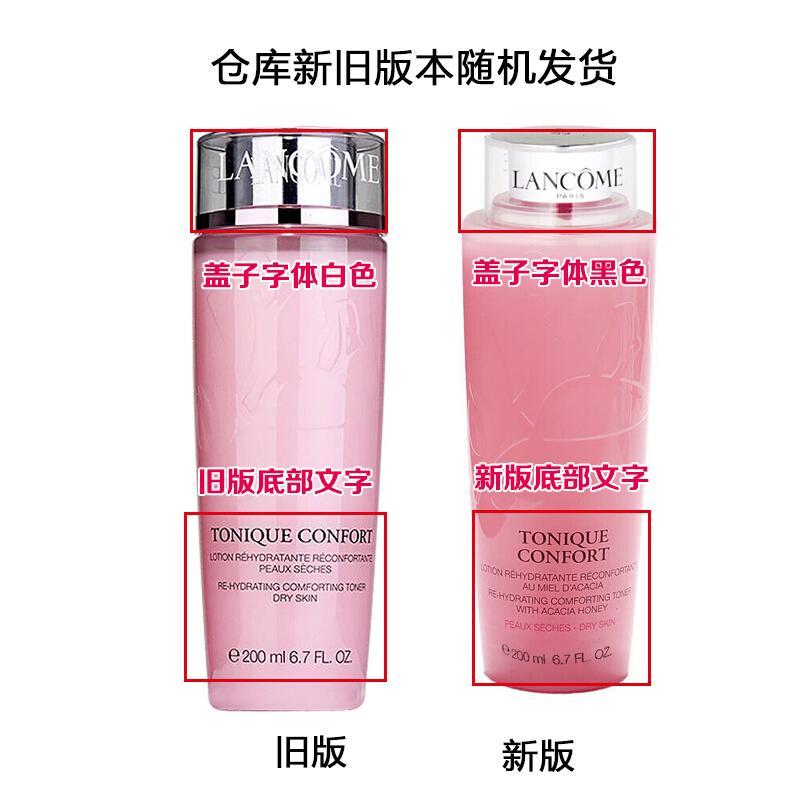 仓库新旧版本随机发货
LANCÔME
LANCÔME
PARIS
盖子字体白色
盖子字体黑色
旧版底部文字
新版底部文字
TONIQUE CONFORT
LOTION RÉHYDRATANTE RÉCONFORTANTE
PEAUX SÈCHES
RE-HYDRATING COMFORTING TONER
DRY SKIN
e 200 ml 6.7 FL. OZ.
TONIQUE
CONFORT
LOTION RÉHYDRATANTE RÉCONFORTANTE
AU MIEL D'ACACIA
RE-HYDRATING COMFORTING TONER
WITH ACACIA HONEY
PEAUX SÈCHES - DRY SKIN
e 200 ml 6.7 FL. OZ.
旧版
新版